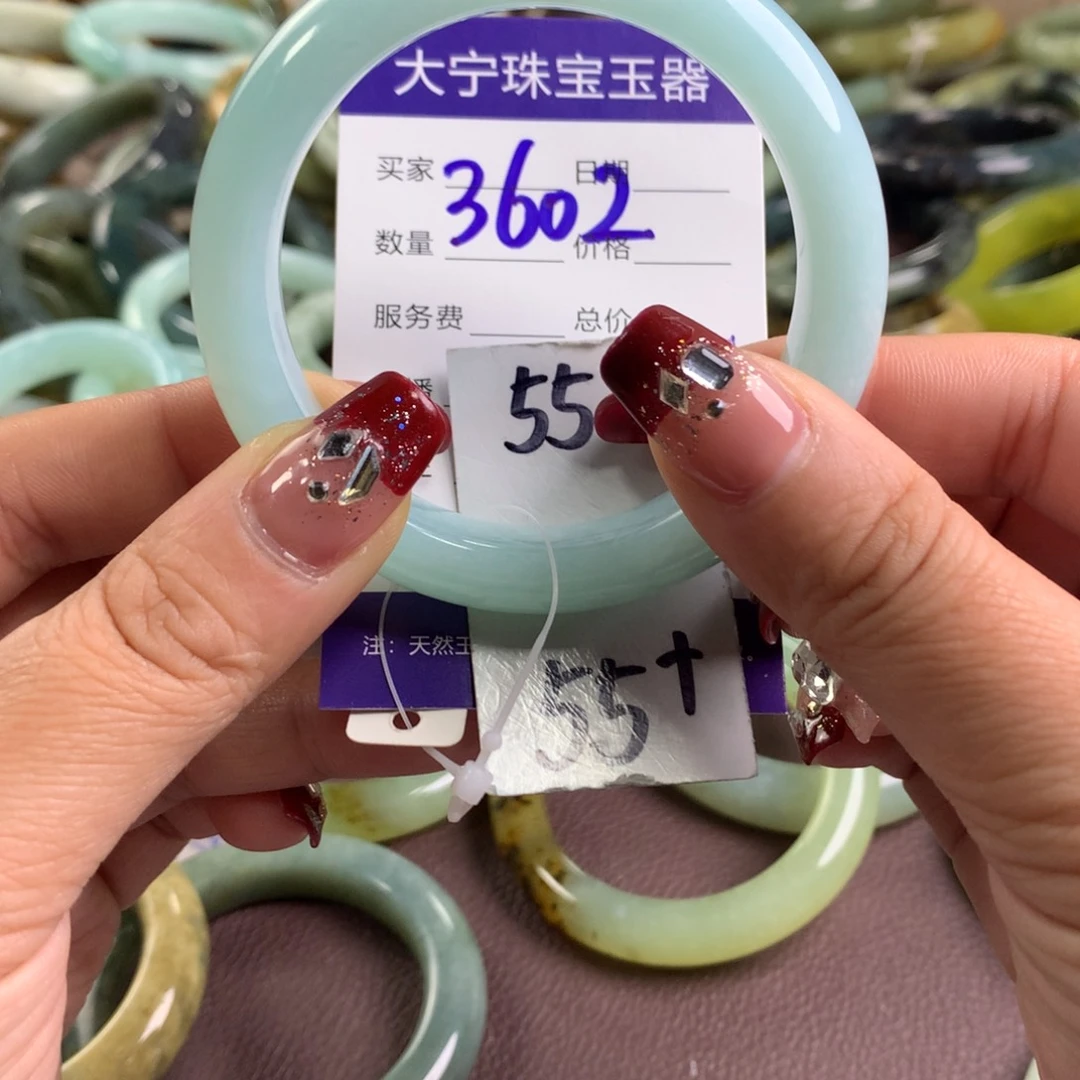 大宁珠宝玉器
买家 3602 日期
数量 价格
服务费 总价
55
注：天然玉
55+